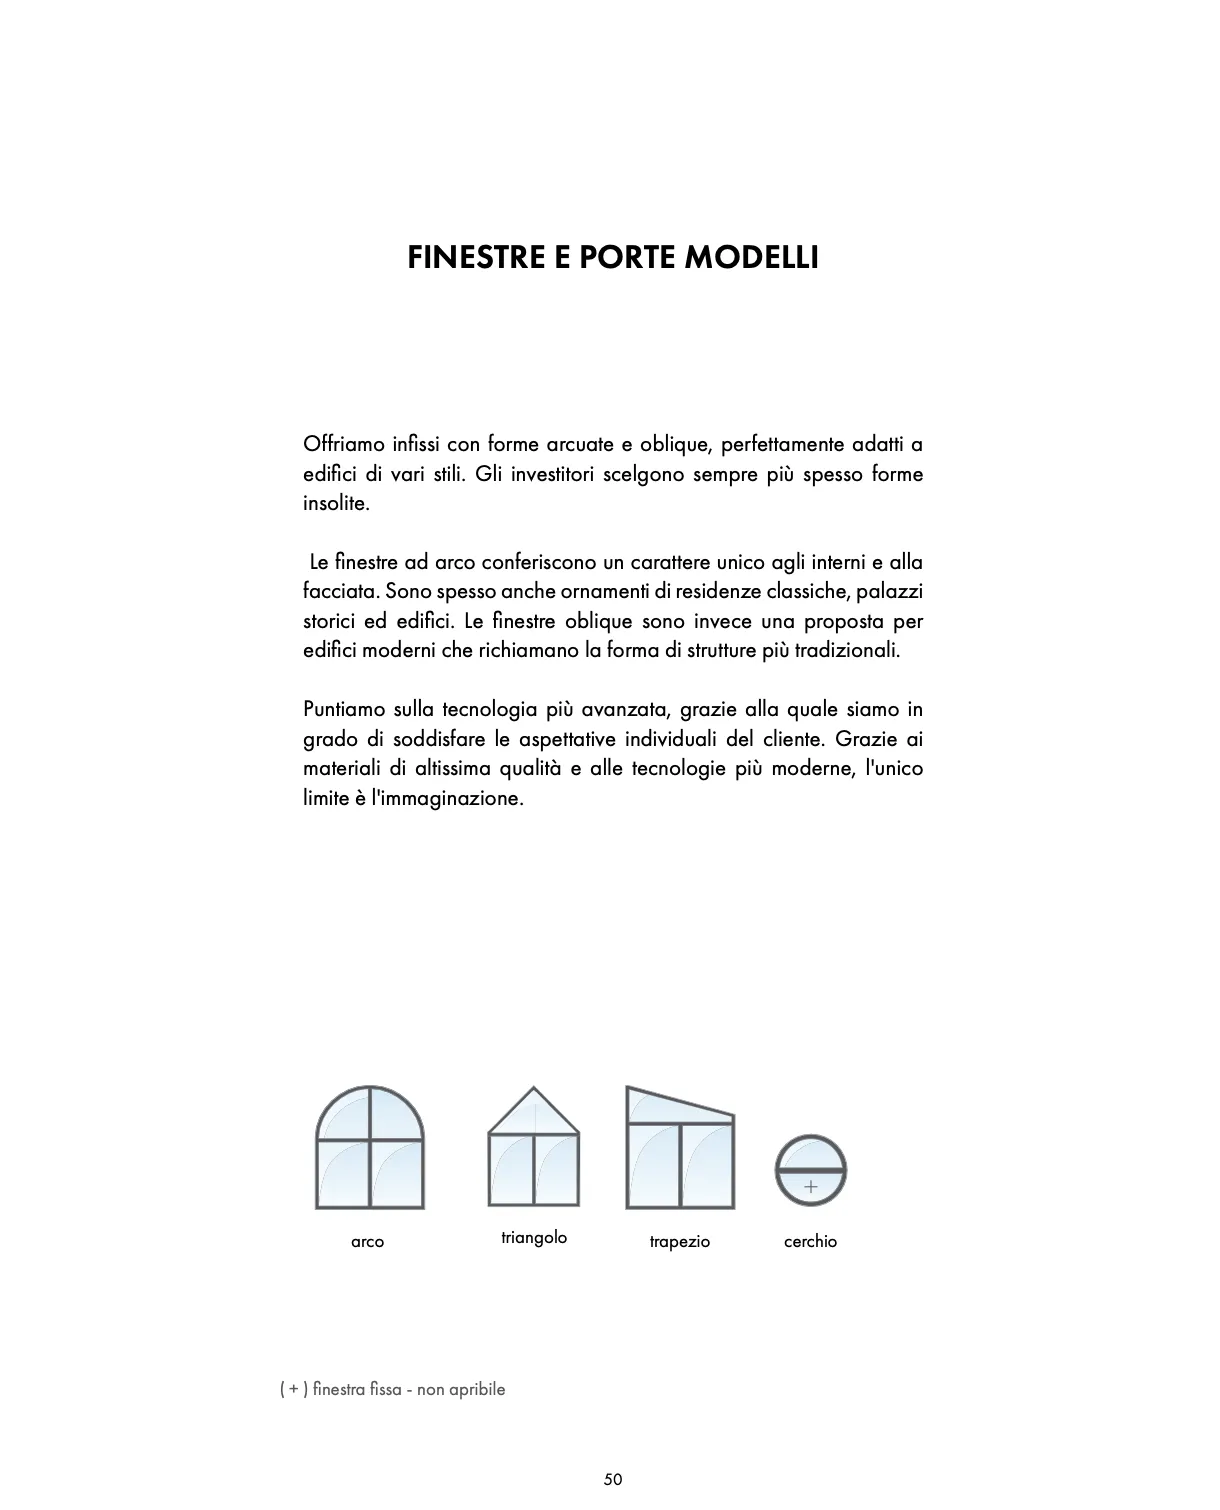 FINESTRE E PORTE MODELLI
Offriamo infissi con forme arcuate e oblique, perfettamente adatti a
edifici di vari stili. Gli investitori scelgono sempre più spesso forme
insolite.
Le finestre ad arco conferiscono un carattere unico agli interni e alla
facciata. Sono spesso anche ornamenti di residenze classiche, palazzi
storici ed edifici. Le finestre oblique sono invece una proposta per
edifici moderni che richiamano la forma di strutture più tradizionali.
Puntiamo sulla tecnologia più avanzata, grazie alla quale siamo in
grado di soddisfare le aspettative individuali del cliente. Grazie ai
materiali di altissima qualità e alle tecnologie più moderne, l'unico
limite è l'immaginazione.
+
arco triangolo trapezio cerchio
( + ) finestra fissa - non apribile
50